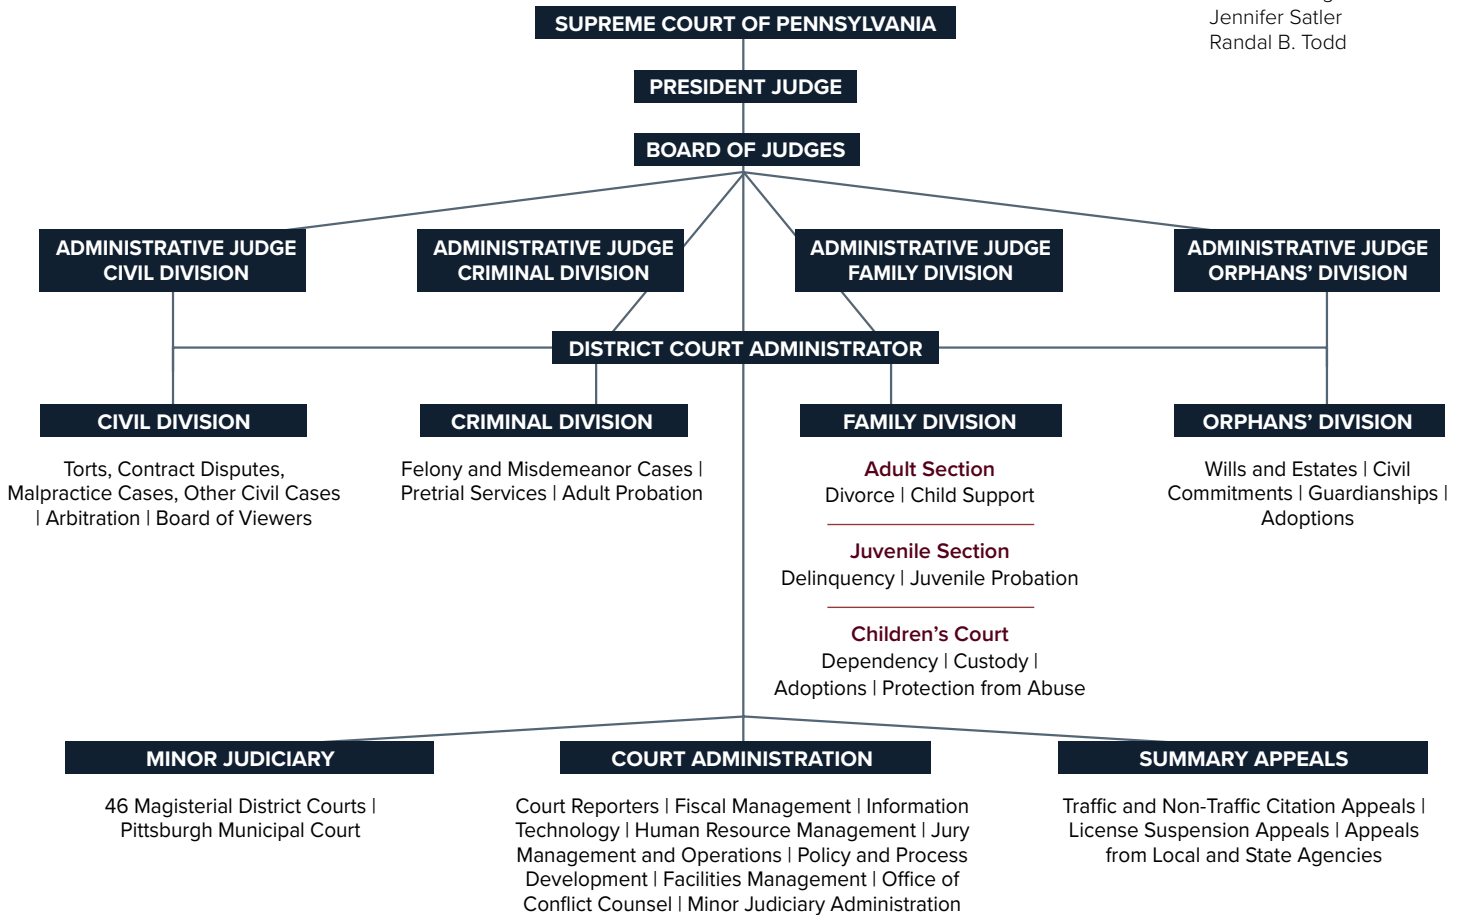 Jennifer Satler
Randal B. Todd
SUPREME COURT OF PENNSYLVANIA
PRESIDENT JUDGE
BOARD OF JUDGES
ADMINISTRATIVE JUDGE
CIVIL DIVISION
ADMINISTRATIVE JUDGE
CRIMINAL DIVISION
ADMINISTRATIVE JUDGE
FAMILY DIVISION
ADMINISTRATIVE JUDGE
ORPHANS’ DIVISION
DISTRICT COURT ADMINISTRATOR
CIVIL DIVISION
Torts, Contract Disputes,
Malpractice Cases, Other Civil Cases
| Arbitration | Board of Viewers
CRIMINAL DIVISION
Felony and Misdemeanor Cases |
Pretrial Services | Adult Probation
FAMILY DIVISION
Adult Section
Divorce | Child Support
Juvenile Section
Delinquency | Juvenile Probation
Children’s Court
Dependency | Custody |
Adoptions | Protection from Abuse
ORPHANS’ DIVISION
Wills and Estates | Civil
Commitments | Guardianships |
Adoptions
MINOR JUDICIARY
46 Magisterial District Courts |
Pittsburgh Municipal Court
COURT ADMINISTRATION
Court Reporters | Fiscal Management | Information
Technology | Human Resource Management | Jury
Management and Operations | Policy and Process
Development | Facilities Management | Office of
Conflict Counsel | Minor Judiciary Administration
SUMMARY APPEALS
Traffic and Non-Traffic Citation Appeals |
License Suspension Appeals | Appeals
from Local and State Agencies